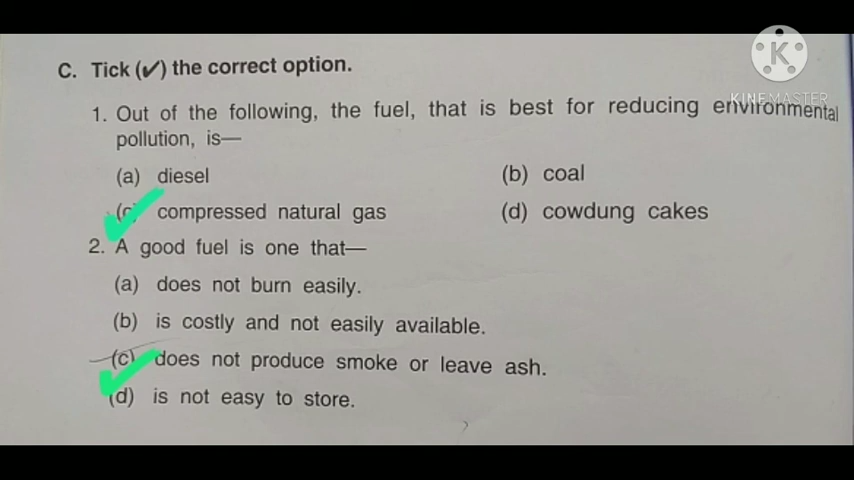 K
KINEMASTER
C. Tick (✔) the correct option.
1. Out of the following, the fuel, that is best for reducing environmental
pollution, is—
(a) diesel
(b) coal
(c) compressed natural gas
(d) cowdung cakes
2. A good fuel is one that—
(a) does not burn easily.
(b) is costly and not easily available.
(c) does not produce smoke or leave ash.
(d) is not easy to store.